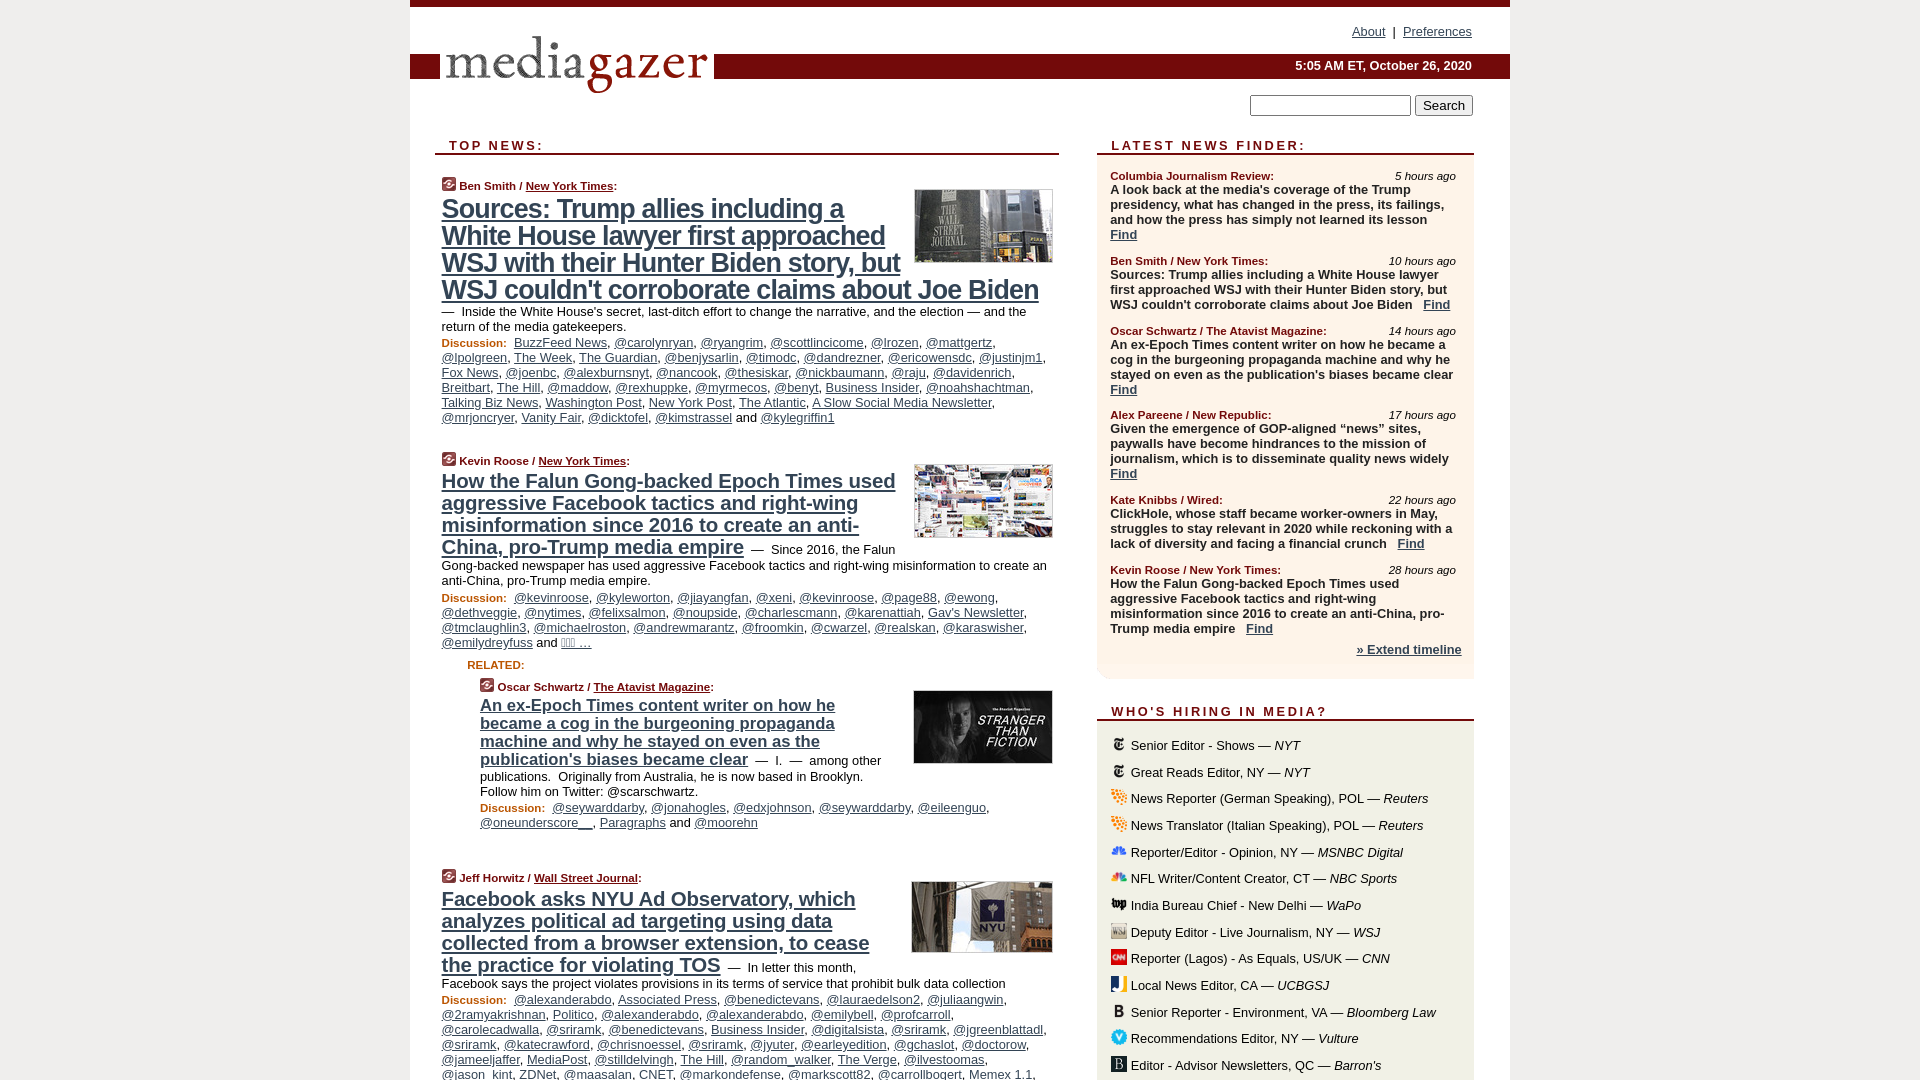 About | Preferences
mediagazer
5:05 AM ET, October 26, 2020
Search
TOP NEWS:
Ben Smith / New York Times:
Sources: Trump allies including a
White House lawyer first approached
WSJ with their Hunter Biden story, but
WSJ couldn't corroborate claims about Joe Biden
— Inside the White House's secret, last-ditch effort to change the narrative, and the election — and the
return of the media gatekeepers.
Discussion: BuzzFeed News, @carolynryan, @ryangrim, @scottlincicome, @lrozen, @mattgertz,
@lpolgreen, The Week, The Guardian, @benjysarlin, @timodc, @dandrezner, @ericowensdc, @justinjm1,
Fox News, @joenbc, @alexburnsnyt, @nancook, @thesiskar, @nickbaumann, @raju, @davidenrich,
Breitbart, The Hill, @maddow, @rexhuppke, @myrmecos, @benyt, Business Insider, @noahshachtman,
Talking Biz News, Washington Post, New York Post, The Atlantic, A Slow Social Media Newsletter,
@mrjoncryer, Vanity Fair, @dicktofel, @kimstrassel and @kylegriffin1
THE
WALL
STREET
JOURNAL
Kevin Roose / New York Times:
How the Falun Gong-backed Epoch Times used
aggressive Facebook tactics and right-wing
misinformation since 2016 to create an anti-
China, pro-Trump media empire — Since 2016, the Falun
Gong-backed newspaper has used aggressive Facebook tactics and right-wing misinformation to create an
anti-China, pro-Trump media empire.
Discussion: @kevinroose, @kyleworton, @jiayangfan, @xeni, @kevinroose, @page88, @ewong,
@dethveggie, @nytimes, @felixsalmon, @noupside, @charlescmann, @karenattiah, Gav's Newsletter,
@tmclaughlin3, @michaelroston, @andrewmarantz, @froomkin, @cwarzel, @realskan, @karaswisher,
@emilydreyfuss and …
RELATED:
Oscar Schwartz / The Atavist Magazine:
An ex-Epoch Times content writer on how he
became a cog in the burgeoning propaganda
machine and why he stayed on even as the
publication's biases became clear — I. — among other
publications. Originally from Australia, he is now based in Brooklyn.
Follow him on Twitter: @scarschwartz.
Discussion: @seywarddarby, @jonahogles, @edxjohnson, @seywarddarby, @eileenguo,
@oneunderscore__, Paragraphs and @moorehn
the Atavist Magazine
STRANGER
THAN
FICTION
Jeff Horwitz / Wall Street Journal:
Facebook asks NYU Ad Observatory, which
analyzes political ad targeting using data
collected from a browser extension, to cease
the practice for violating TOS — In letter this month,
Facebook says the project violates provisions in its terms of service that prohibit bulk data collection
Discussion: @alexanderabdo, Associated Press, @benedictevans, @lauraedelson2, @juliaangwin,
@2ramyakrishnan, Politico, @alexanderabdo, @alexanderabdo, @emilybell, @profcarroll,
@carolecadwalla, @sriramk, @benedictevans, Business Insider, @digitalsista, @sriramk, @jgreenblattadl,
@sriramk, @katecrawford, @chrisnoessel, @sriramk, @jyuter, @earleyedition, @gchaslot, @doctorow,
@jameeljaffer, MediaPost, @stilldelvingh, The Hill, @random_walker, The Verge, @ilvestoomas,
@jason_kint, ZDNet, @maasalan, CNET, @markondefense, @markscott82, @carrollbogert, Memex 1.1,
NYU
LATEST NEWS FINDER:
Columbia Journalism Review: 5 hours ago
A look back at the media's coverage of the Trump
presidency, what has changed in the press, its failings,
and how the press has simply not learned its lesson
Find
Ben Smith / New York Times: 10 hours ago
Sources: Trump allies including a White House lawyer
first approached WSJ with their Hunter Biden story, but
WSJ couldn't corroborate claims about Joe Biden Find
Oscar Schwartz / The Atavist Magazine: 14 hours ago
An ex-Epoch Times content writer on how he became a
cog in the burgeoning propaganda machine and why he
stayed on even as the publication's biases became clear
Find
Alex Pareene / New Republic: 17 hours ago
Given the emergence of GOP-aligned “news” sites,
paywalls have become hindrances to the mission of
journalism, which is to disseminate quality news widely
Find
Kate Knibbs / Wired: 22 hours ago
ClickHole, whose staff became worker-owners in May,
struggles to stay relevant in 2020 while reckoning with a
lack of diversity and facing a financial crunch Find
Kevin Roose / New York Times: 28 hours ago
How the Falun Gong-backed Epoch Times used
aggressive Facebook tactics and right-wing
misinformation since 2016 to create an anti-China, pro-
Trump media empire Find
» Extend timeline
WHO'S HIRING IN MEDIA?
Senior Editor - Shows — NYT
Great Reads Editor, NY — NYT
News Reporter (German Speaking), POL — Reuters
News Translator (Italian Speaking), POL — Reuters
Reporter/Editor - Opinion, NY — MSNBC Digital
NFL Writer/Content Creator, CT — NBC Sports
India Bureau Chief - New Delhi — WaPo
Deputy Editor - Live Journalism, NY — WSJ
Reporter (Lagos) - As Equals, US/UK — CNN
Local News Editor, CA — UCBGSJ
Senior Reporter - Environment, VA — Bloomberg Law
Recommendations Editor, NY — Vulture
Editor - Advisor Newsletters, QC — Barron's